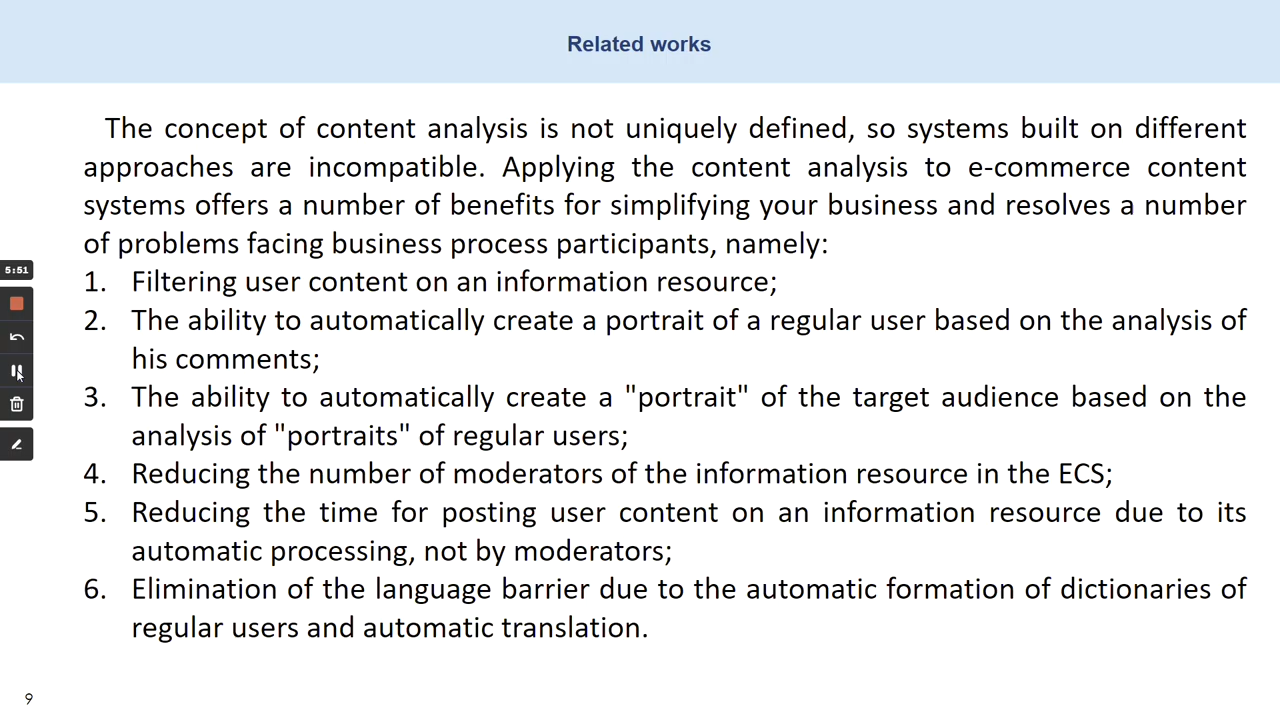 Related works
The concept of content analysis is not uniquely defined, so systems built on different
approaches are incompatible. Applying the content analysis to e-commerce content
systems offers a number of benefits for simplifying your business and resolves a number
of problems facing business process participants, namely:
1. Filtering user content on an information resource;
2. The ability to automatically create a portrait of a regular user based on the analysis of
his comments;
3. The ability to automatically create a "portrait" of the target audience based on the
analysis of "portraits" of regular users;
4. Reducing the number of moderators of the information resource in the ECS;
5. Reducing the time for posting user content on an information resource due to its
automatic processing, not by moderators;
6. Elimination of the language barrier due to the automatic formation of dictionaries of
regular users and automatic translation.
5:51
9